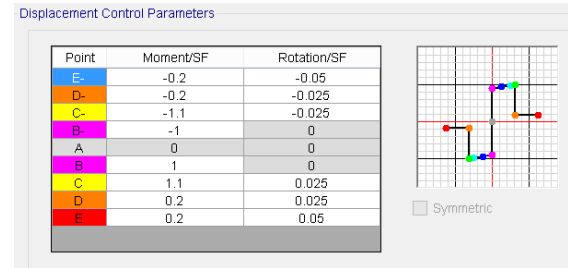 Displacement Control Parameters
Point Moment/SF Rotation/SF
E- -0.2 -0.05
D- -0.2 -0.025
C- -1.1 -0.025
B- -1 0
A 0 0
B 1 0
C 1.1 0.025
D 0.2 0.025
E 0.2 0.05
Symmetric